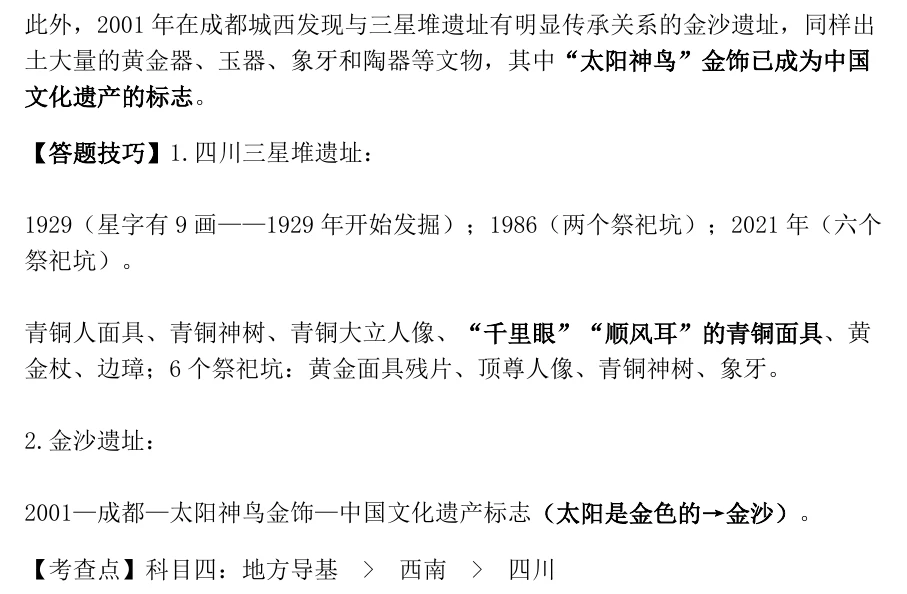 此外，2001 年在成都城西发现与三星堆遗址有明显传承关系的金沙遗址，同样出
土大量的黄金器、玉器、象牙和陶器等文物，其中“太阳神鸟”金饰已成为中国
文化遗产的标志。
【答题技巧】1.四川三星堆遗址：
1929（星字有 9 画——1929 年开始发掘）；1986（两个祭祀坑）；2021 年（六个
祭祀坑）。
青铜人面具、青铜神树、青铜大立人像、“千里眼”“顺风耳”的青铜面具、黄
金杖、边璋；6 个祭祀坑：黄金面具残片、顶尊人像、青铜神树、象牙。
2.金沙遗址：
2001—成都—太阳神鸟金饰—中国文化遗产标志（太阳是金色的→金沙）。
【考查点】科目四：地方导基 > 西南 > 四川